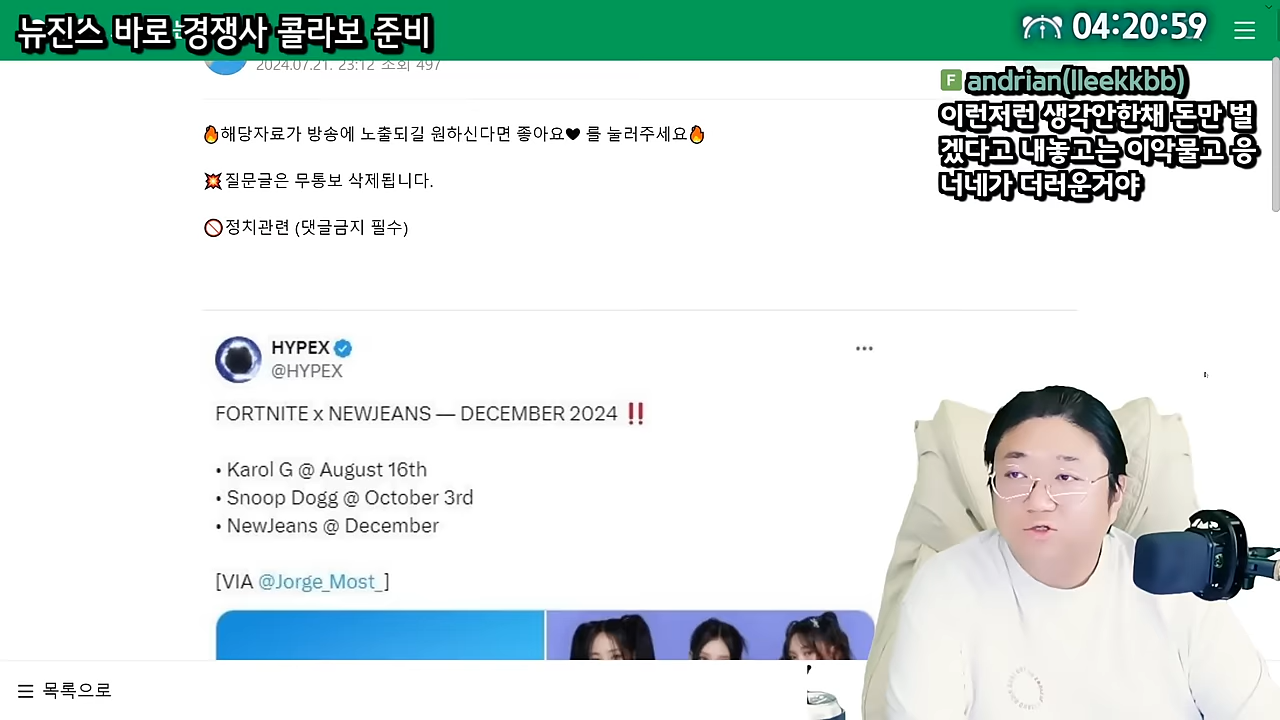 뉴진스 바로 경쟁사 콜라보 준비
04:20:59
2024.07.21. 23:12 조회 497
F andrian(lleekkbb)
이런저런 생각안한채 돈만 벌
겠다고 내놓고는 이악물고 응
너네가 더러운거야
🔥해당자료가 방송에 노출되길 원하신다면 좋아요🖤 를 눌러주세요🔥
💥질문글은 무통보 삭제됩니다.
🚫정치관련 (댓글금지 필수)
HYPEX
@HYPEX
FORTNITE x NEWJEANS — DECEMBER 2024 ‼️
• Karol G @ August 16th
• Snoop Dogg @ October 3rd
• NewJeans @ December
[VIA @Jorge_Most_]
목록으로